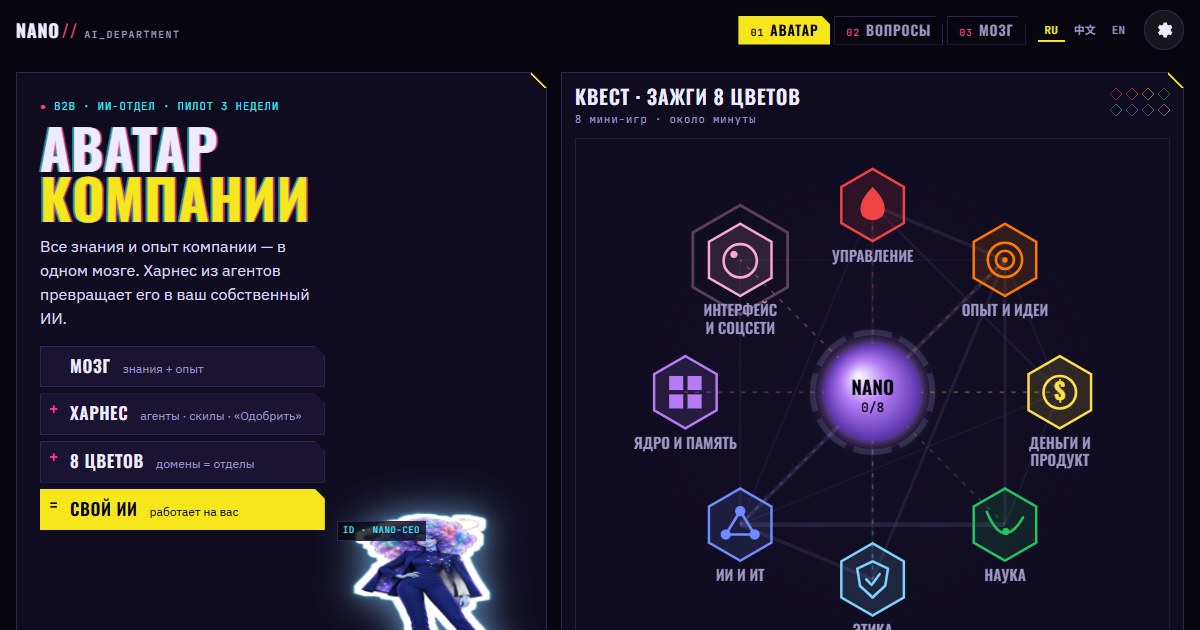 NANO// AI_DEPARTMENT
01 АВАТАР
02 ВОПРОСЫ
03 МОЗГ
RU 中文 EN
• B2B · ИИ-ОТДЕЛ · ПИЛОТ 3 НЕДЕЛИ
АВАТАР
КОМПАНИИ
Все знания и опыт компании — в
одном мозге. Харнес из агентов
превращает его в ваш собственный
ИИ.
МОЗГ знания + опыт
+ ХАРНЕС агенты · скилы · «Одобрить»
+ 8 ЦВЕТОВ домены = отделы
= СВОЙ ИИ работает на вас
ID · NANO-CEO
КВЕСТ · ЗАЖГИ 8 ЦВЕТОВ
8 мини-игр · около минуты
УПРАВЛЕНИЕ
ИНТЕРФЕЙС
И СОЦСЕТИ
ОПЫТ И ИДЕИ
NANO
0/8
$
ЯДРО И ПАМЯТЬ
ДЕНЬГИ И
ПРОДУКТ
ИИ И ИТ
НАУКА
ЭТИКА